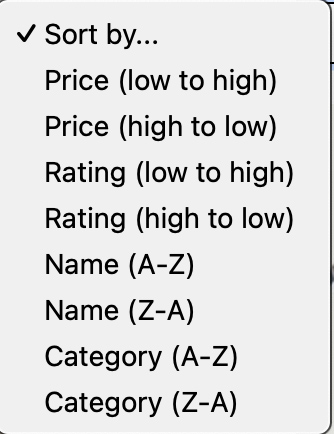 ✓ Sort by...
Price (low to high)
Price (high to low)
Rating (low to high)
Rating (high to low)
Name (A-Z)
Name (Z-A)
Category (A-Z)
Category (Z-A)